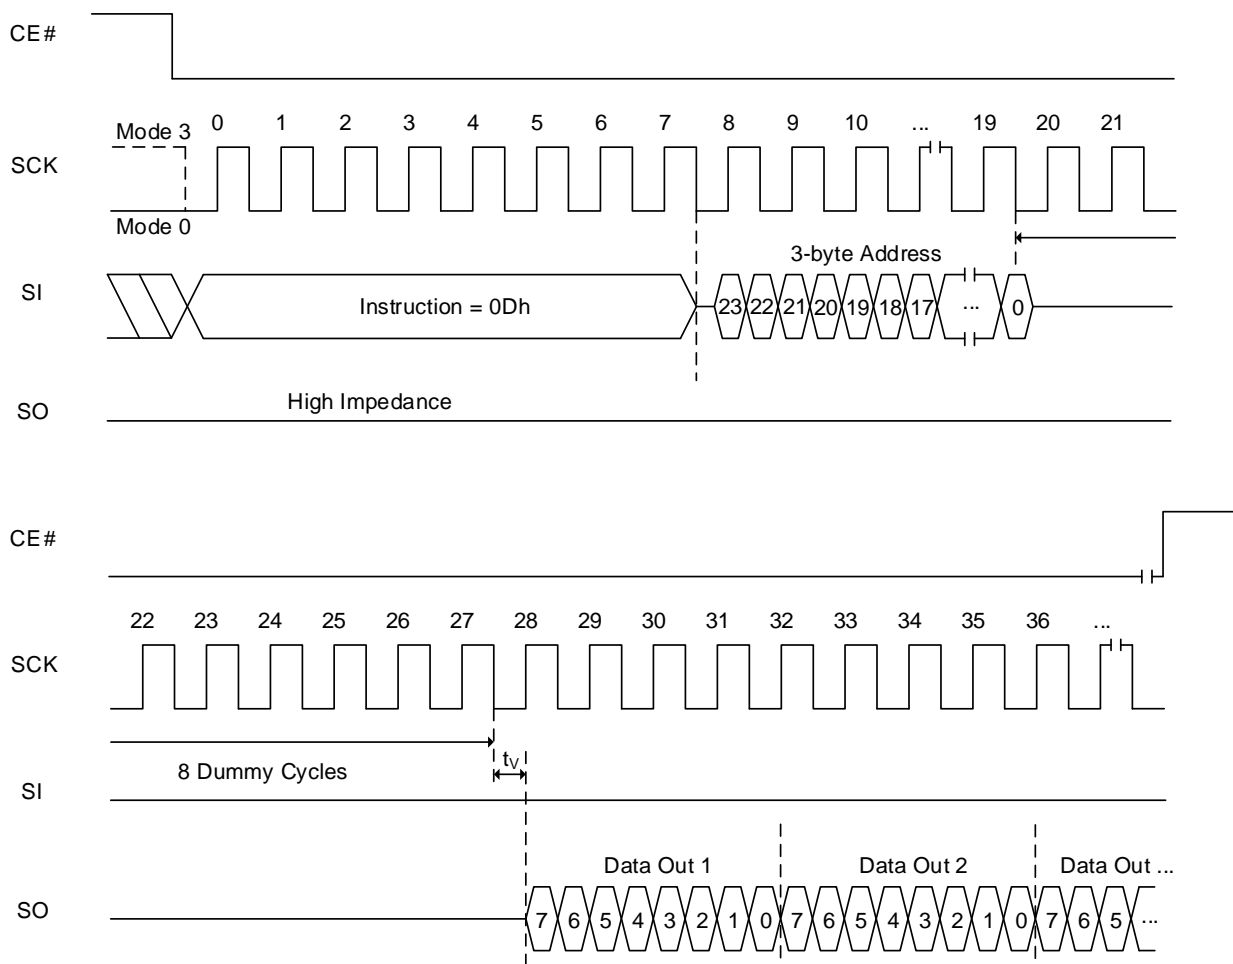 CE#
Mode 3 0 1 2 3 4 5 6 7 8 9 10 ... 19 20 21
SCK
Mode 0
3-byte Address
SI Instruction = 0Dh 23 22 21 20 19 18 17 ... 0
SO High Impedance
CE#
22 23 24 25 26 27 28 29 30 31 32 33 34 35 36 ...
SCK
8 Dummy Cycles tV
SI
Data Out 1 Data Out 2 Data Out ...
SO 7 6 5 4 3 2 1 0 7 6 5 4 3 2 1 0 7 6 5 ...